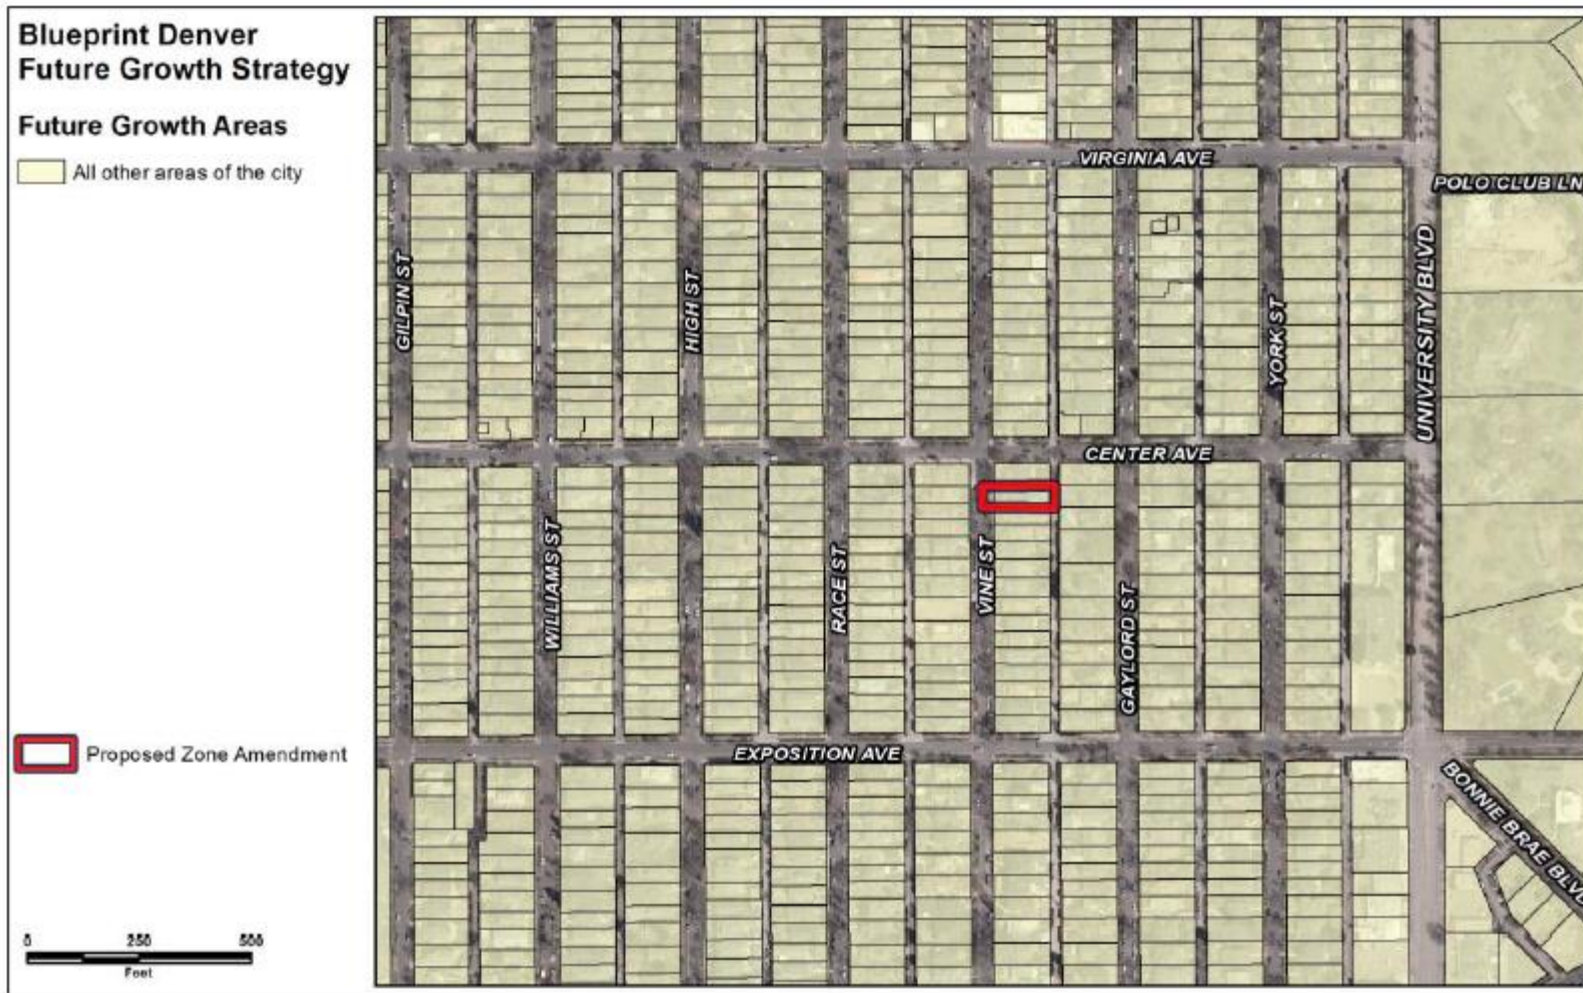 Blueprint Denver
Future Growth Strategy
Future Growth Areas
All other areas of the city
Proposed Zone Amendment
0 250 500
Feet
VIRGINIA AVE
POLO CLUB LN
GILPIN ST
HIGH ST
YORK ST
UNIVERSITY BLVD
CENTER AVE
WILLIAMS ST
RACE ST
VINE ST
GAYLORD ST
EXPOSITION AVE
BONNIE BRAE BLVD